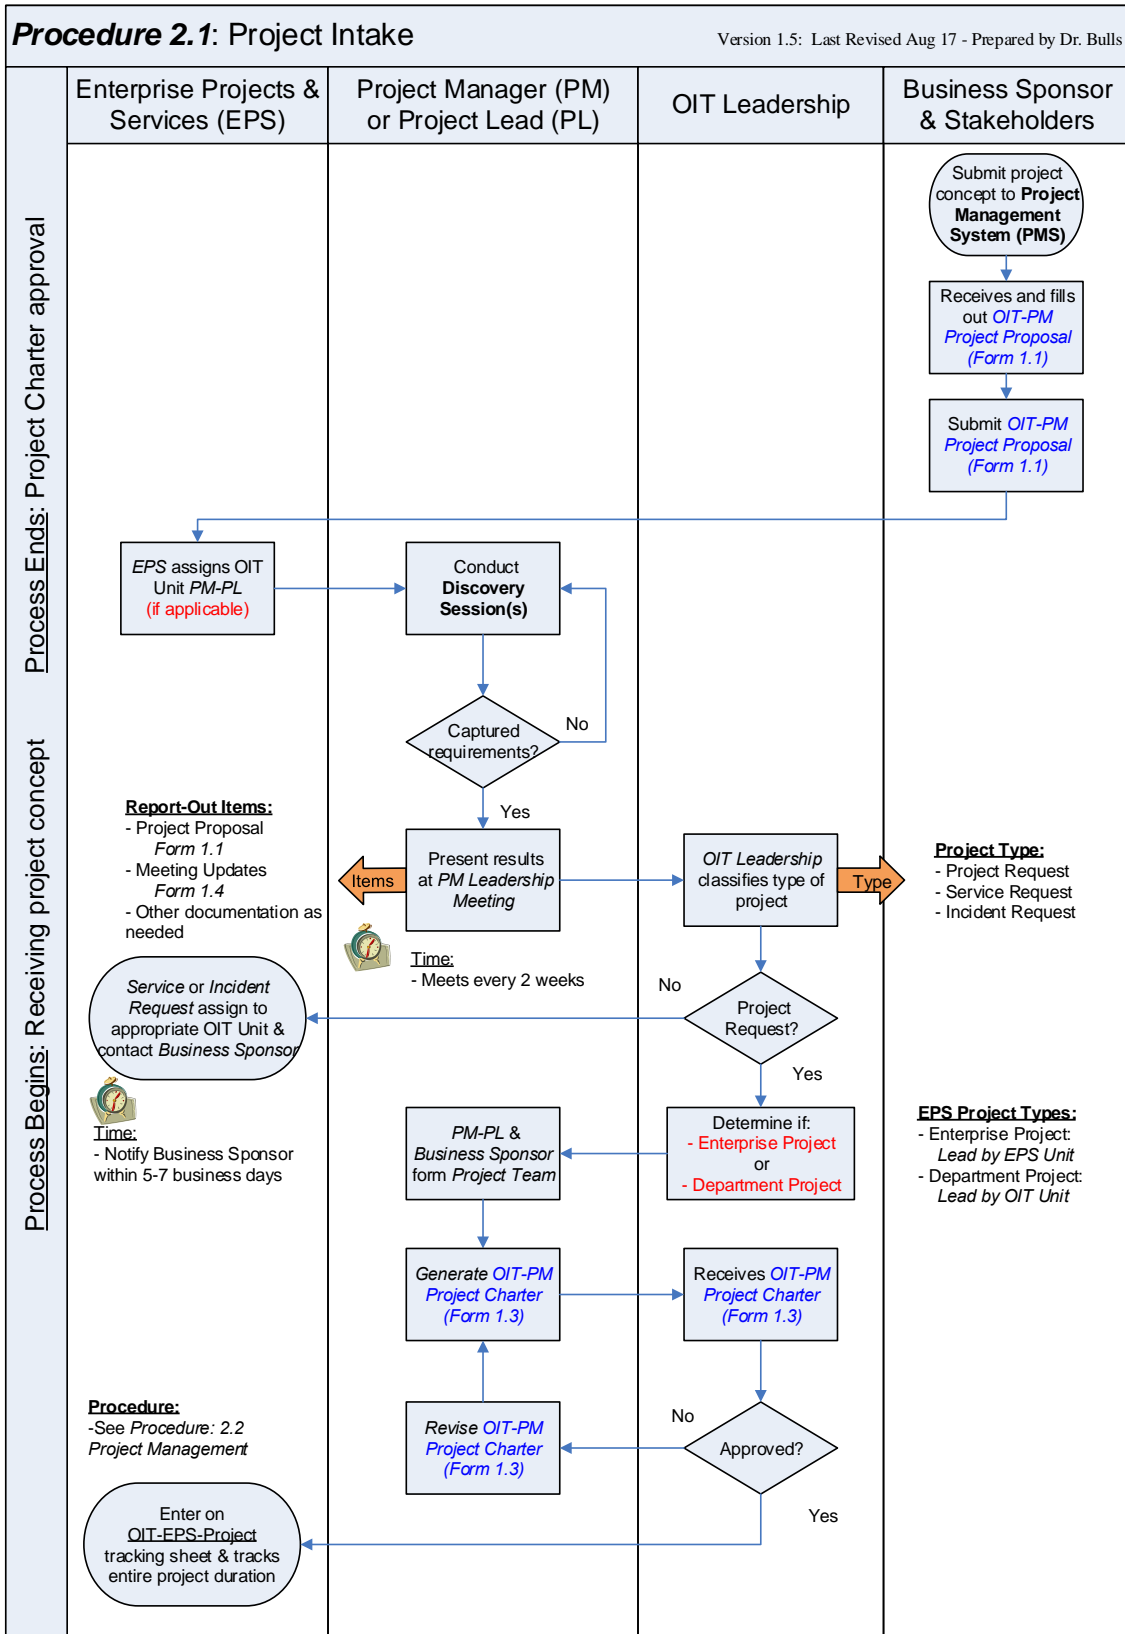 Procedure 2.1: Project Intake
Version 1.5: Last Revised Aug 17 - Prepared by Dr. Bulls
Enterprise Projects &
Services (EPS)
Project Manager (PM)
or Project Lead (PL)
OIT Leadership
Business Sponsor
& Stakeholders
Process Begins: Receiving project concept
Process Ends: Project Charter approval
Submit project
concept to Project
Management
System (PMS)
Receives and fills
out OIT-PM
Project Proposal
(Form 1.1)
Submit OIT-PM
Project Proposal
(Form 1.1)
EPS assigns OIT
Unit PM-PL
(if applicable)
Conduct
Discovery
Session(s)
Captured
requirements?
No
Yes
Report-Out Items:
- Project Proposal
Form 1.1
- Meeting Updates
Form 1.4
- Other documentation as
needed
Items
Present results
at PM Leadership
Meeting
OIT Leadership
classifies type of
project
Type
Project Type:
- Project Request
- Service Request
- Incident Request
Time:
- Meets every 2 weeks
Service or Incident
Request assign to
appropriate OIT Unit &
contact Business Sponsor
No
Project
Request?
Yes
Time:
- Notify Business Sponsor
within 5-7 business days
PM-PL &
Business Sponsor
form Project Team
Determine if:
- Enterprise Project
or
- Department Project
EPS Project Types:
- Enterprise Project:
Lead by EPS Unit
- Department Project:
Lead by OIT Unit
Generate OIT-PM
Project Charter
(Form 1.3)
Receives OIT-PM
Project Charter
(Form 1.3)
Procedure:
-See Procedure: 2.2
Project Management
Revise OIT-PM
Project Charter
(Form 1.3)
No
Approved?
Yes
Enter on
OIT-EPS-Project
tracking sheet & tracks
entire project duration